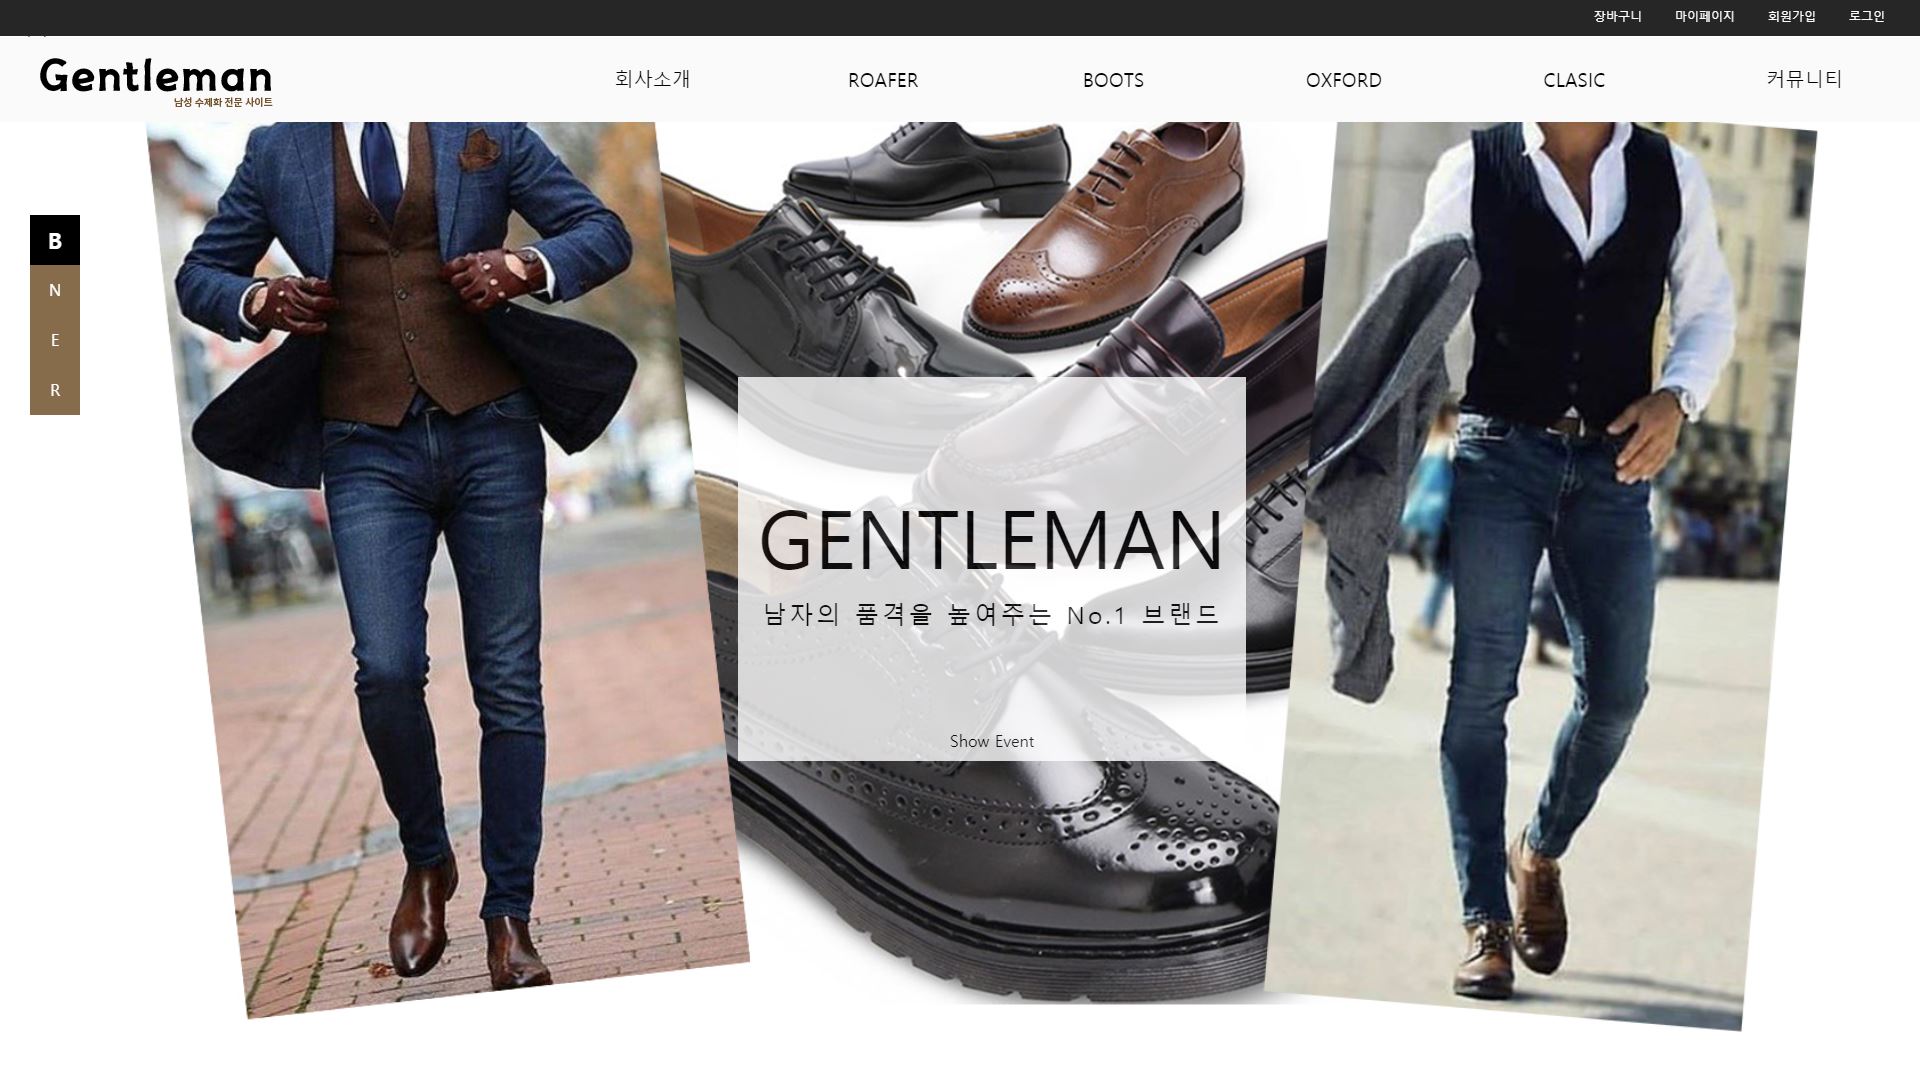 장바구니 마이페이지 회원가입 로그인
Gentleman
남성 수제화 전문 사이트
회사소개 ROAFER BOOTS OXFORD CLASIC 커뮤니티
B
N
E
R
GENTLEMAN
남자의 품격을 높여주는 No.1 브랜드
Show Event